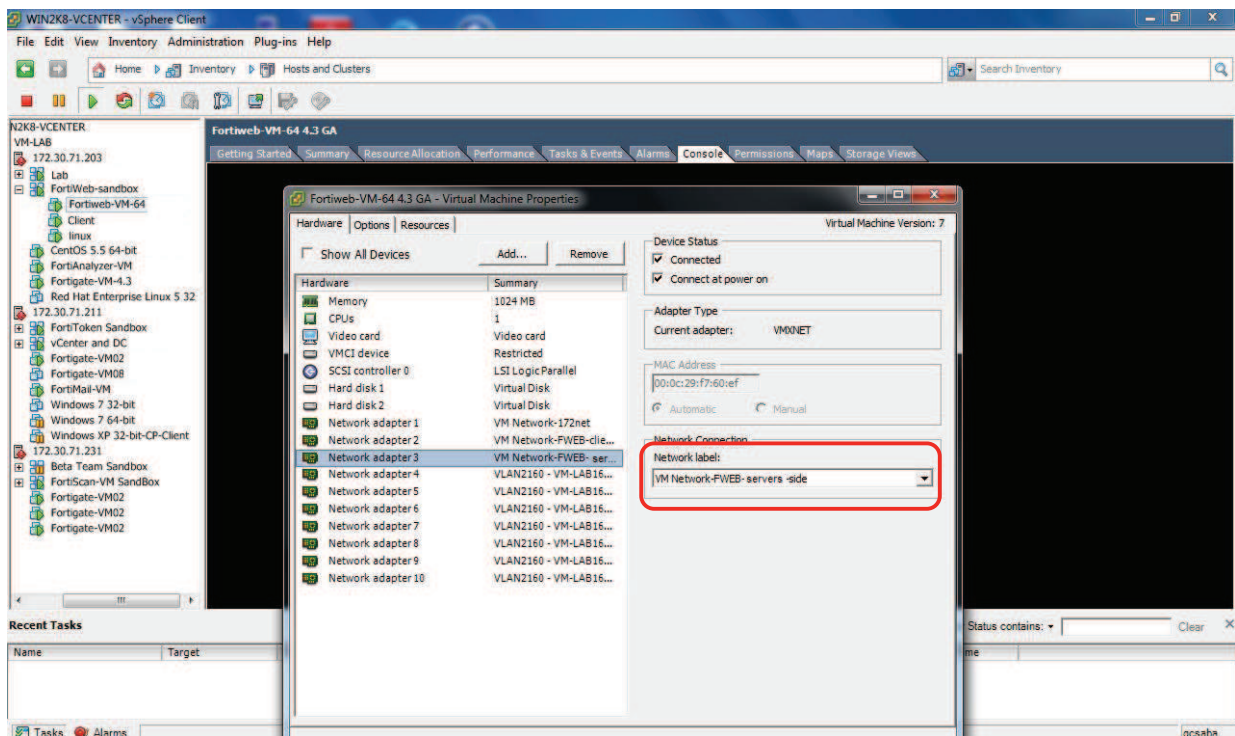 WIN2K8-VCENTER - vSphere Client
File Edit View Inventory Administration Plug-ins Help
Home Inventory Hosts and Clusters
Search Inventory
N2K8-VCENTER
VM-LAB
172.30.71.203
Lab
FortiWeb-sandbox
Fortiweb-VM-64
Client
linux
CentOS 5.5 64-bit
FortiAnalyzer-VM
Fortigate-VM-4.3
Red Hat Enterprise Linux 5 32
172.30.71.211
FortiToken Sandbox
vCenter and DC
Fortigate-VM02
Fortigate-VM08
FortiMail-VM
Windows 7 32-bit
Windows 7 64-bit
Windows XP 32-bit-CP-Client
172.30.71.231
Beta Team Sandbox
FortiScan-VM SandBox
Fortigate-VM02
Fortigate-VM02
Fortigate-VM02
Fortiweb-VM-64 4.3 GA
Getting Started Summary Resource Allocation Performance Tasks & Events Alarms Console Permissions Maps Storage Views
Fortiweb-VM-64 4.3 GA - Virtual Machine Properties
Hardware Options Resources
Virtual Machine Version: 7
Show All Devices Add... Remove
Hardware Summary
Memory 1024 MB
CPUs 1
Video card Video card
VMCI device Restricted
SCSI controller 0 LSI Logic Parallel
Hard disk 1 Virtual Disk
Hard disk 2 Virtual Disk
Network adapter 1 VM Network-172net
Network adapter 2 VM Network-FWEB-clie...
Network adapter 3 VM Network-FWEB- ser...
Network adapter 4 VLAN2160 - VM-LAB16...
Network adapter 5 VLAN2160 - VM-LAB16...
Network adapter 6 VLAN2160 - VM-LAB16...
Network adapter 7 VLAN2160 - VM-LAB16...
Network adapter 8 VLAN2160 - VM-LAB16...
Network adapter 9 VLAN2160 - VM-LAB16...
Network adapter 10 VLAN2160 - VM-LAB16...
Device Status
Connected
Connect at power on
Adapter Type
Current adapter: VMXNET
MAC Address
00:0c:29:f7:60:ef
Automatic Manual
Network Connection
Network label:
VM Network-FWEB- servers -side
Recent Tasks
Status contains: Clear
Name Target
me
Tasks Alarms
gcsaba